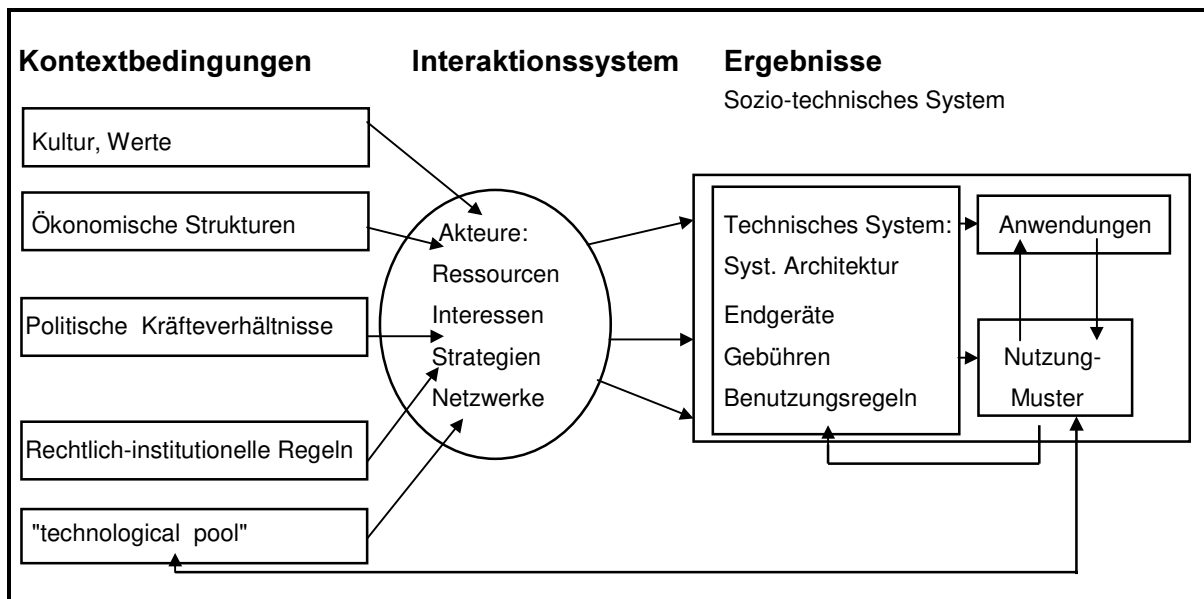 Kontextbedingungen
Interaktionssystem
Ergebnisse
Sozio-technisches System
Kultur, Werte
Ökonomische Strukturen
Politische Kräfteverhältnisse
Rechtlich-institutionelle Regeln
"technological pool"
Akteure:
Ressourcen
Interessen
Strategien
Netzwerke
Technisches System:
Syst. Architektur
Endgeräte
Gebühren
Benutzungsregeln
Anwendungen
Nutzung-
Muster